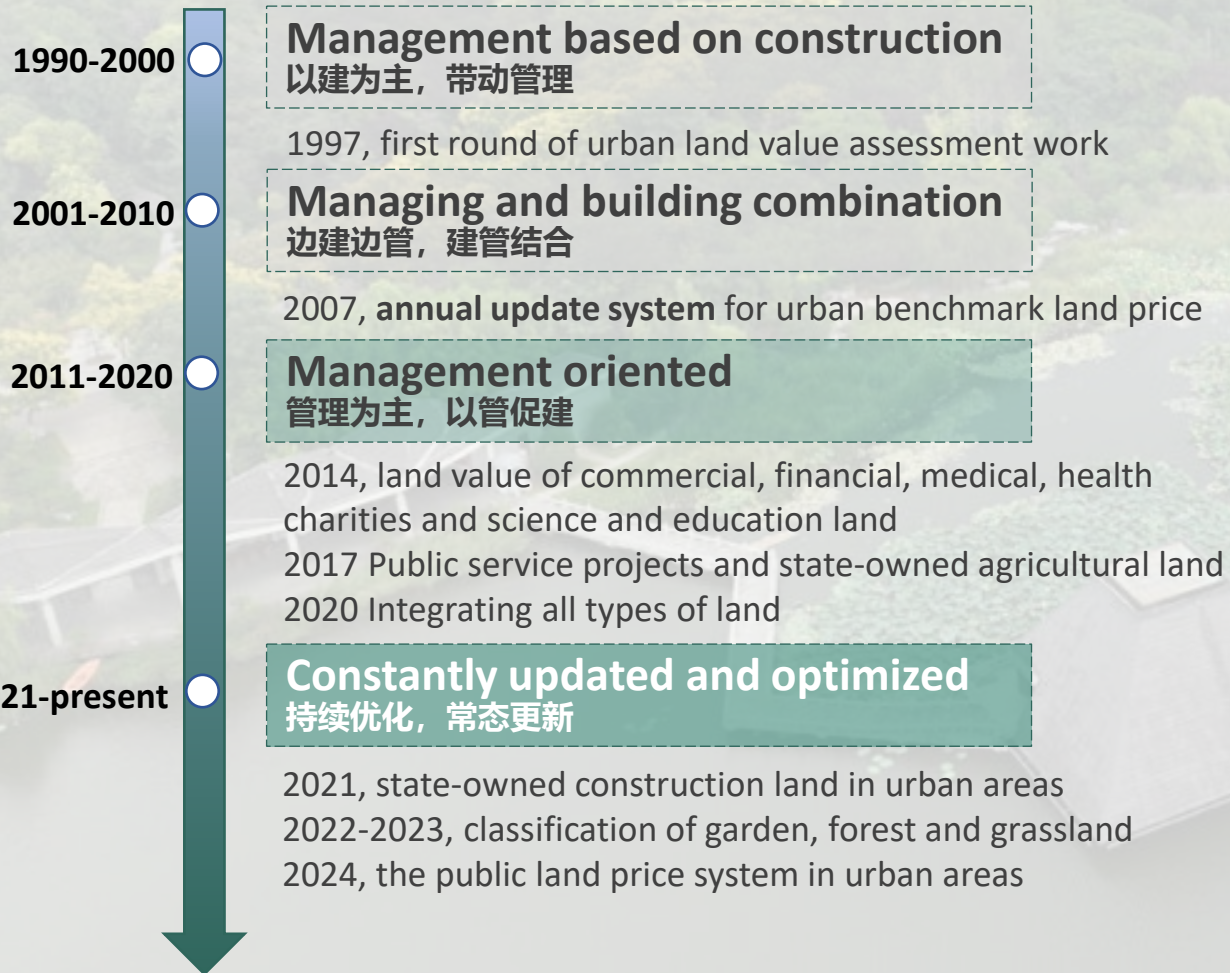 1990-2000
Management based on construction
以建为主，带动管理
1997, first round of urban land value assessment work
2001-2010
Managing and building combination
边建边管，建管结合
2007, annual update system for urban benchmark land price
2011-2020
Management oriented
管理为主，以管促建
2014, land value of commercial, financial, medical, health
charities and science and education land
2017 Public service projects and state-owned agricultural land
2020 Integrating all types of land
21-present
Constantly updated and optimized
持续优化，常态更新
2021, state-owned construction land in urban areas
2022-2023, classification of garden, forest and grassland
2024, the public land price system in urban areas